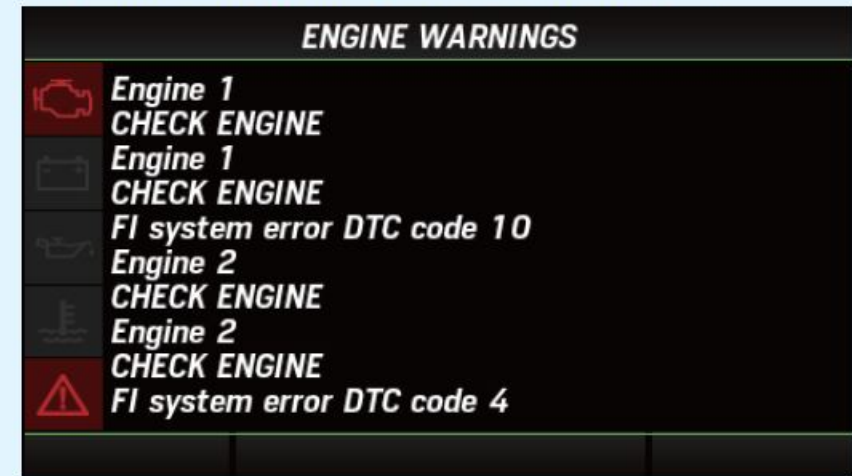 ENGINE WARNINGS
Engine 1
CHECK ENGINE
Engine 1
CHECK ENGINE
FI system error DTC code 10
Engine 2
CHECK ENGINE
Engine 2
CHECK ENGINE
FI system error DTC code 4